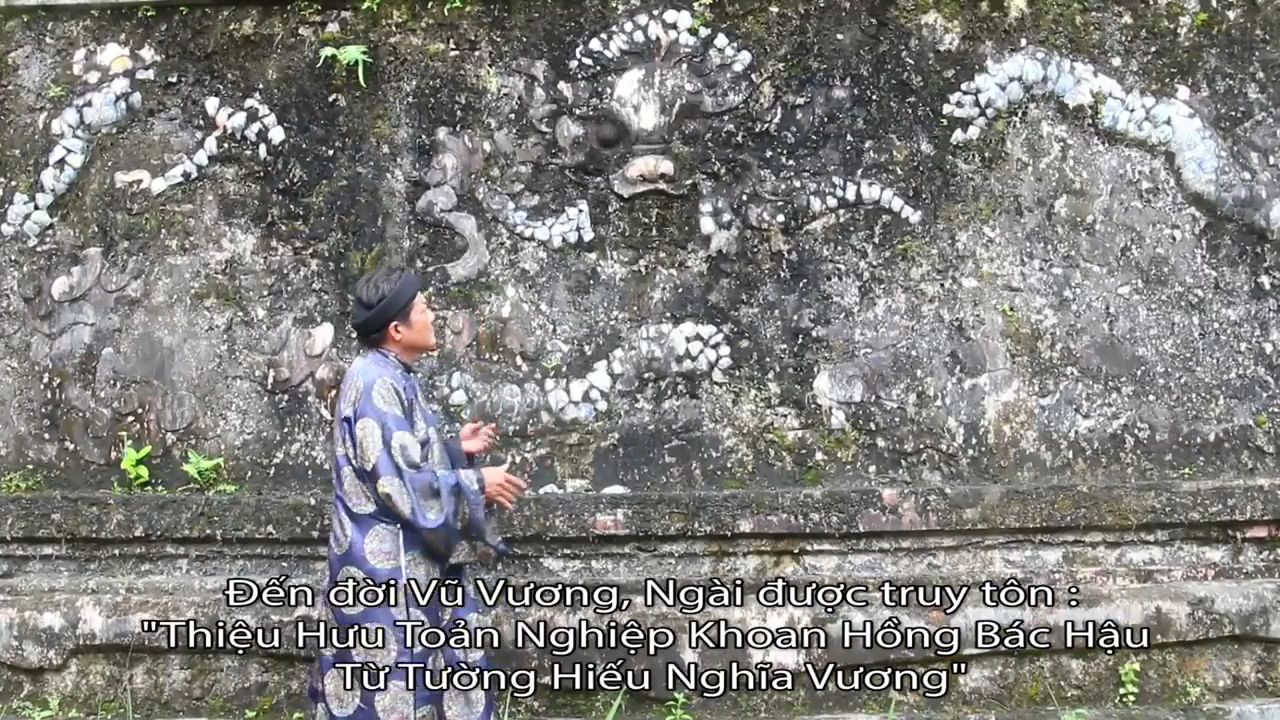 Đến đời Vũ Vương, Ngài được truy tôn :
"Thiệu Hưu Toản Nghiệp Khoan Hồng Bác Hậu
Từ Tường Hiếu Nghĩa Vương"